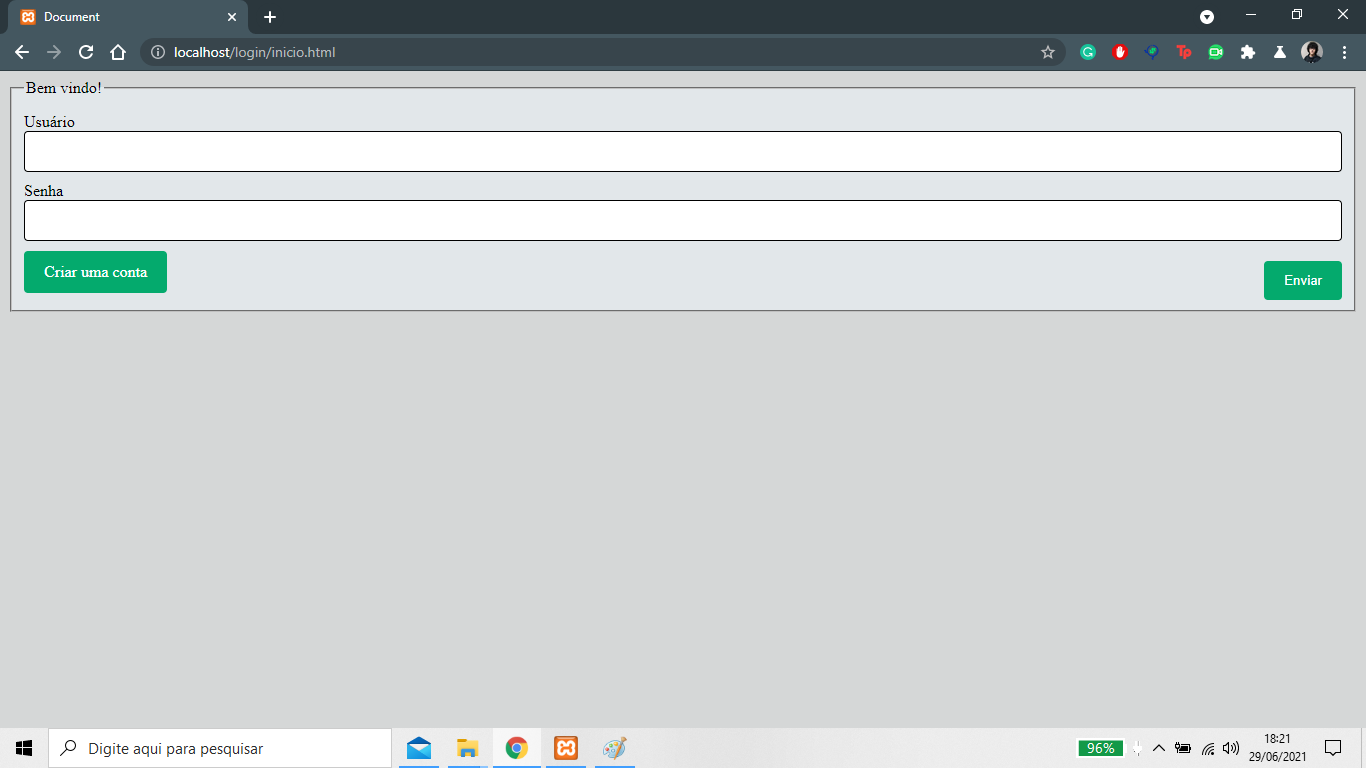 Document
localhost/login/inicio.html
Tp
Bem vindo!
Usuário
Senha
Criar uma conta
Enviar
Digite aqui para pesquisar
96%
18:21
29/06/2021